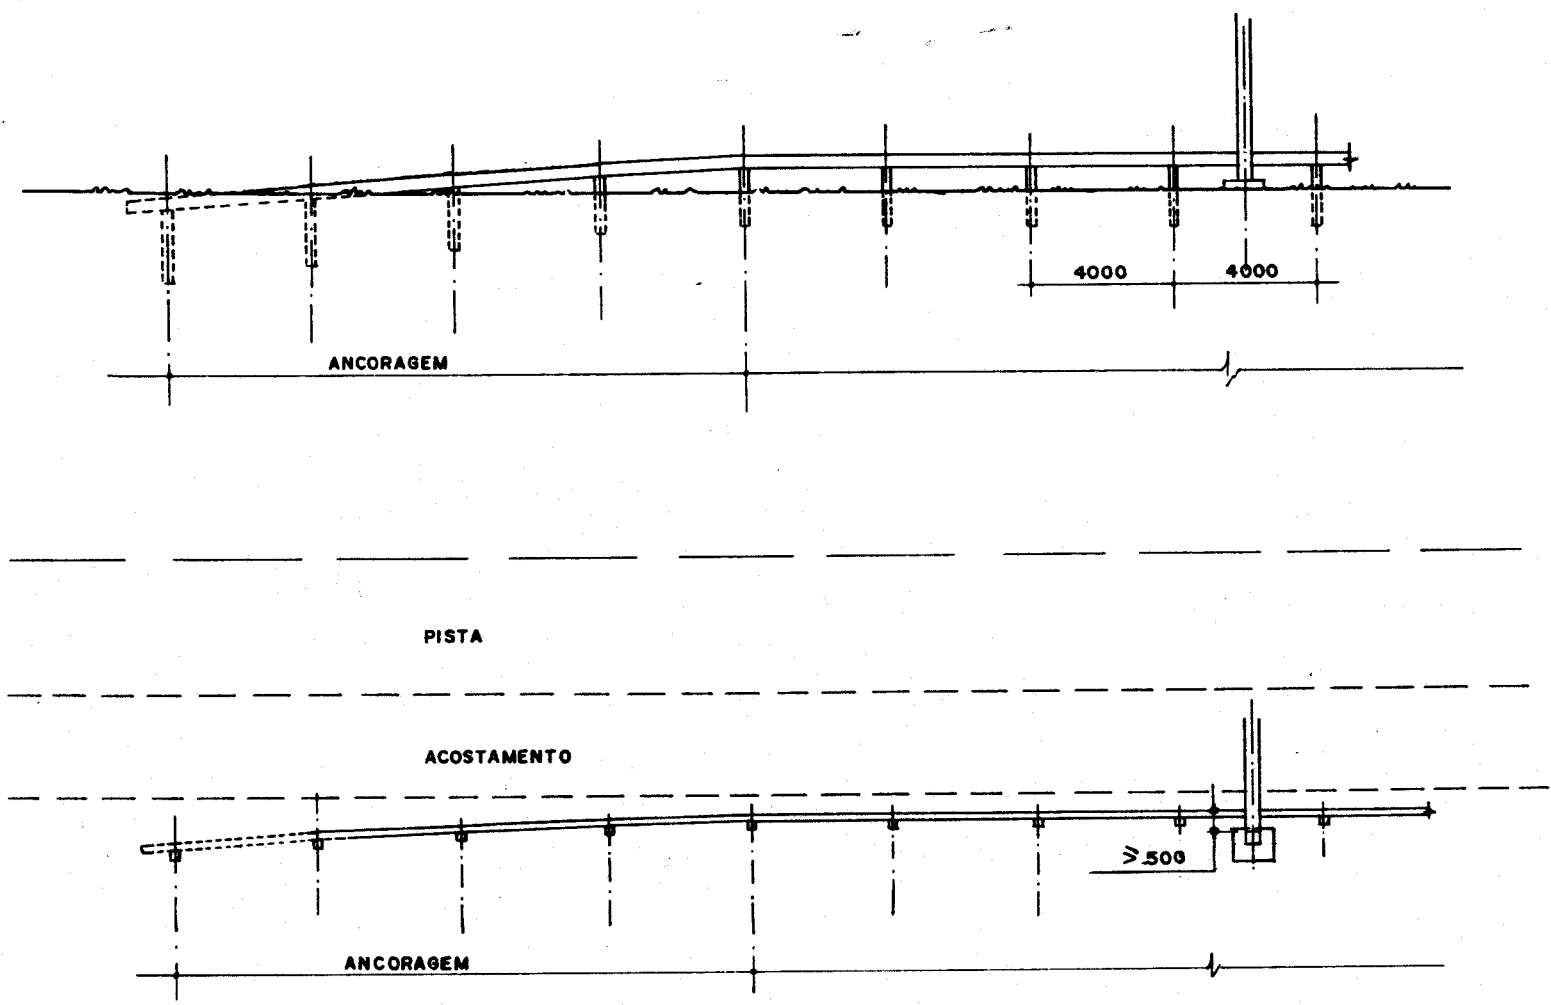 4000 4000
ANCORAGEM
PISTA
ACOSTAMENTO
≥ 500
ANCORAGEM